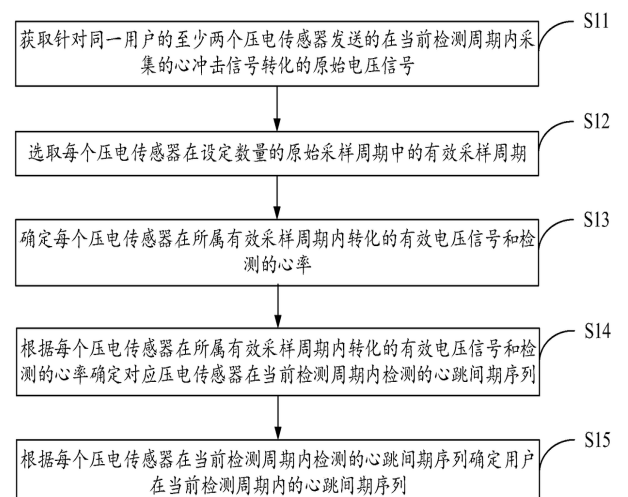 S11
获取针对同一用户的至少两个压电传感器发送的在当前检测周期内采
集的心冲击信号转化的原始电压信号
S12
选取每个压电传感器在设定数量的原始采样周期中的有效采样周期
S13
确定每个压电传感器在所属有效采样周期内转化的有效电压信号和检
测的心率
S14
根据每个压电传感器在所属有效采样周期内转化的有效电压信号和检
测的心率确定对应压电传感器在当前检测周期内检测的心跳间期序列
S15
根据每个压电传感器在当前检测周期内检测的心跳间期序列确定用户
在当前检测周期内的心跳间期序列